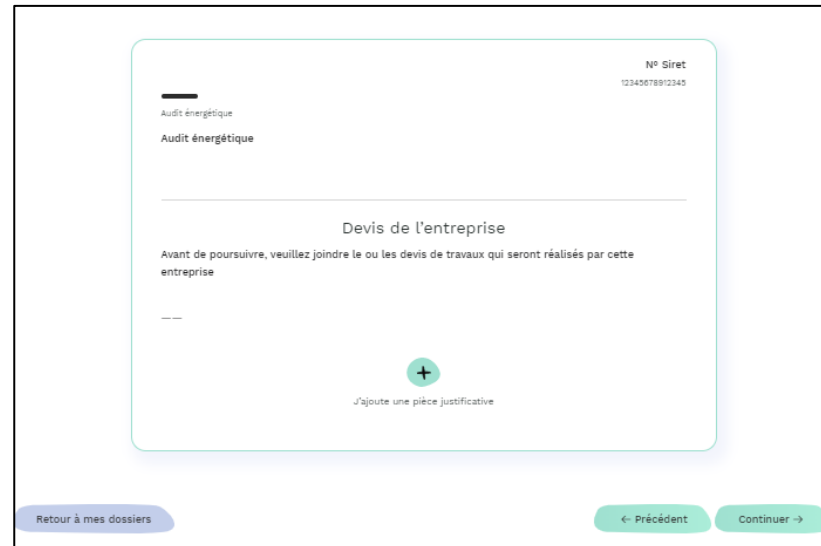 N° Siret
12345678912345
Audit énergétique
Audit énergétique
Devis de l'entreprise
Avant de poursuivre, veuillez joindre le ou les devis de travaux qui seront réalisés par cette
entreprise
——
J'ajoute une pièce justificative
Retour à mes dossiers
← Précédent
Continuer →